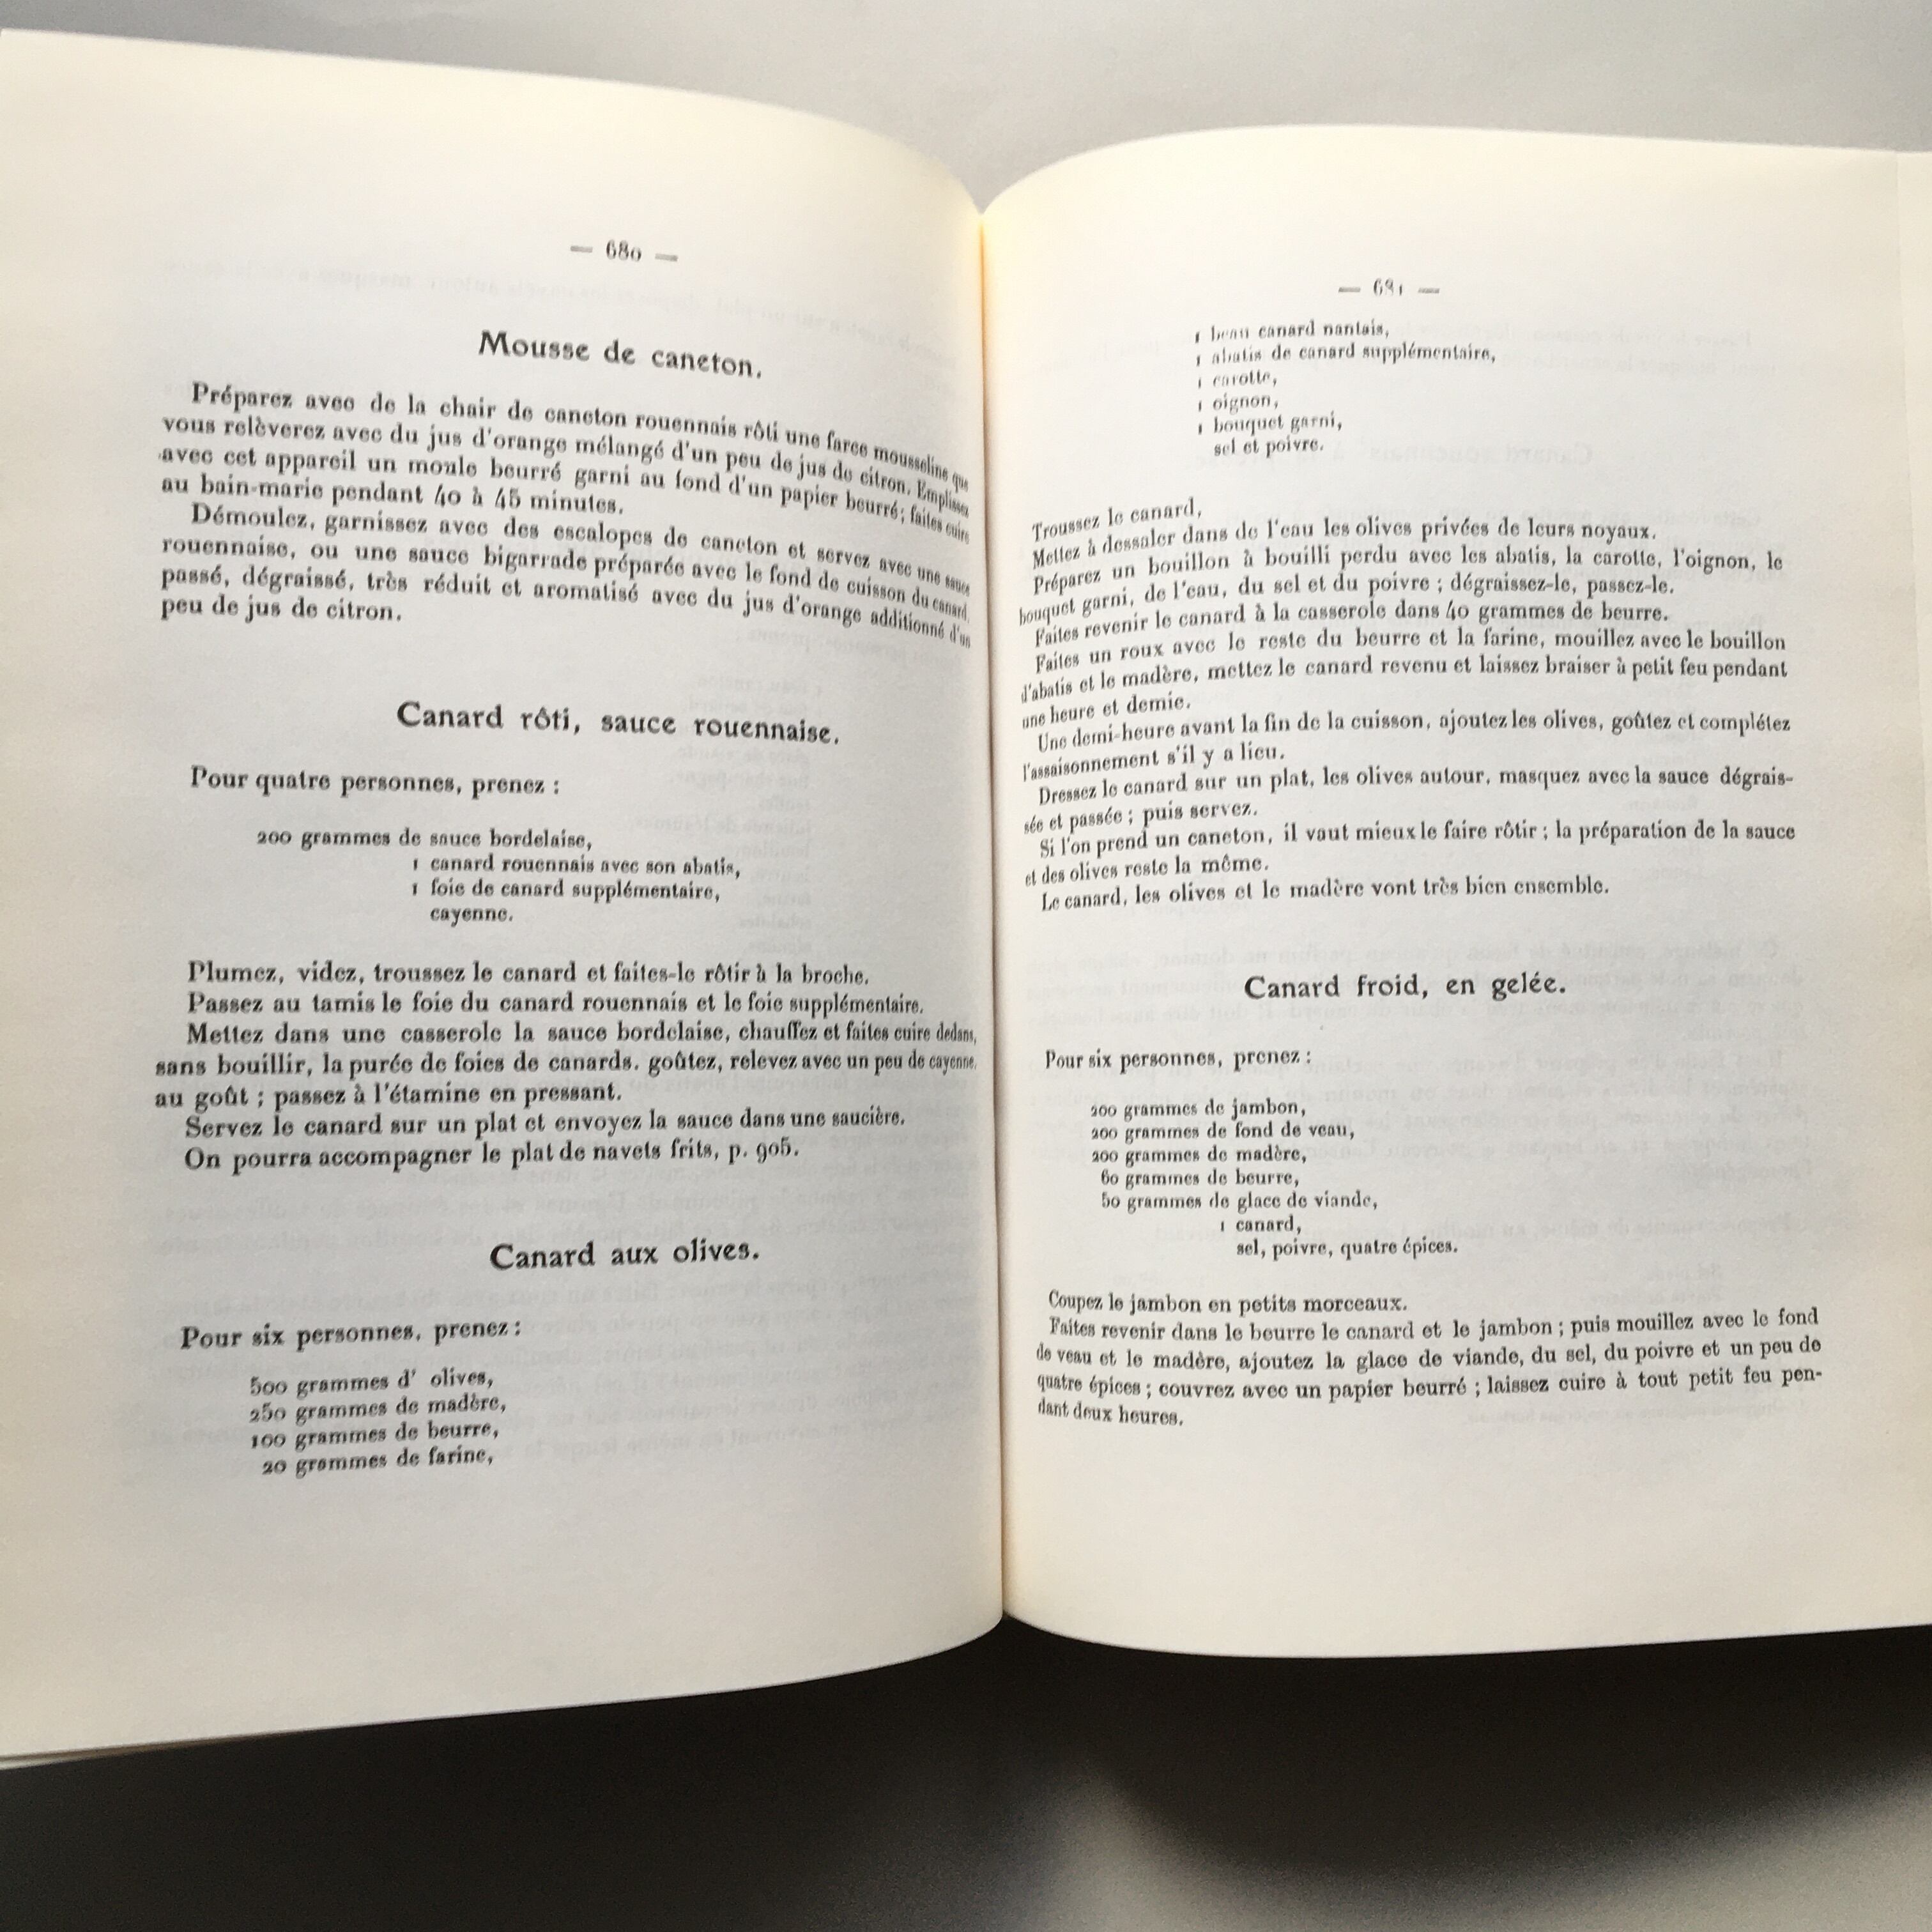 — 680 —
Mousse de caneton.
Préparez avec de la chair de caneton rouennais rôti une farce mousseline que
vous relèverez avec du jus d'orange mélangé d'un peu de jus de citron. Emplissez
avec cet appareil un moule beurré garni au fond d'un papier beurré; faites cuire
au bain-marie pendant 40 à 45 minutes.
Démoulez, garnissez avec des escalopes de caneton et servez avec une sauce
rouennaise, ou une sauce bigarrade préparée avec le fond de cuisson du canard,
passé, dégraissé, très réduit et aromatisé avec du jus d'orange additionné d'un
peu de jus de citron.
Canard rôti, sauce rouennaise.
Pour quatre personnes, prenez :
200 grammes de sauce bordelaise,
1 canard rouennais avec son abatis,
1 foie de canard supplémentaire,
cayenne.
Plumez, videz, troussez le canard et faites-le rôtir à la broche.
Passez au tamis le foie du canard rouennais et le foie supplémentaire.
Mettez dans une casserole la sauce bordelaise, chauffez et faites cuire dedans,
sans bouillir, la purée de foies de canards, goûtez, relevez avec un peu de cayenne,
au goût ; passez à l'étamine en pressant.
Servez le canard sur un plat et envoyez la sauce dans une saucière.
On pourra accompagner le plat de navets frits, p. 905.
Canard aux olives.
Pour six personnes, prenez :
500 grammes d' olives,
250 grammes de madère,
100 grammes de beurre,
20 grammes de farine,
— 681 —
1 beau canard nantais,
1 abatis de canard supplémentaire,
1 carotte,
1 oignon,
1 bouquet garni,
sel et poivre.
Troussez le canard,
Mettez à dessaler dans de l'eau les olives privées de leurs noyaux.
Préparez un bouillon à bouilli perdu avec les abatis, la carotte, l'oignon, le
bouquet garni, de l'eau, du sel et du poivre ; dégraissez-le, passez-le.
Faites revenir le canard à la casserole dans 40 grammes de beurre.
Faites un roux avec le reste du beurre et la farine, mouillez avec le bouillon
d'abatis et le madère, mettez le canard revenu et laissez braiser à petit feu pendant
une heure et demie.
Une demi-heure avant la fin de la cuisson, ajoutez les olives, goûtez et complétez
l'assaisonnement s'il y a lieu.
Dressez le canard sur un plat, les olives autour, masquez avec la sauce dégrais-
sée et passée ; puis servez.
Si l'on prend un caneton, il vaut mieux le faire rôtir ; la préparation de la sauce
et des olives reste la même.
Le canard, les olives et le madère vont très bien ensemble.
Canard froid, en gelée.
Pour six personnes, prenez :
200 grammes de jambon,
200 grammes de fond de veau,
200 grammes de madère,
60 grammes de beurre,
50 grammes de glace de viande,
1 canard,
sel, poivre, quatre épices.
Coupez le jambon en petits morceaux.
Faites revenir dans le beurre le canard et le jambon ; puis mouillez avec le fond
de veau et le madère, ajoutez la glace de viande, du sel, du poivre et un peu de
quatre épices ; couvrez avec un papier beurré ; laissez cuire à tout petit feu pen-
dant deux heures.